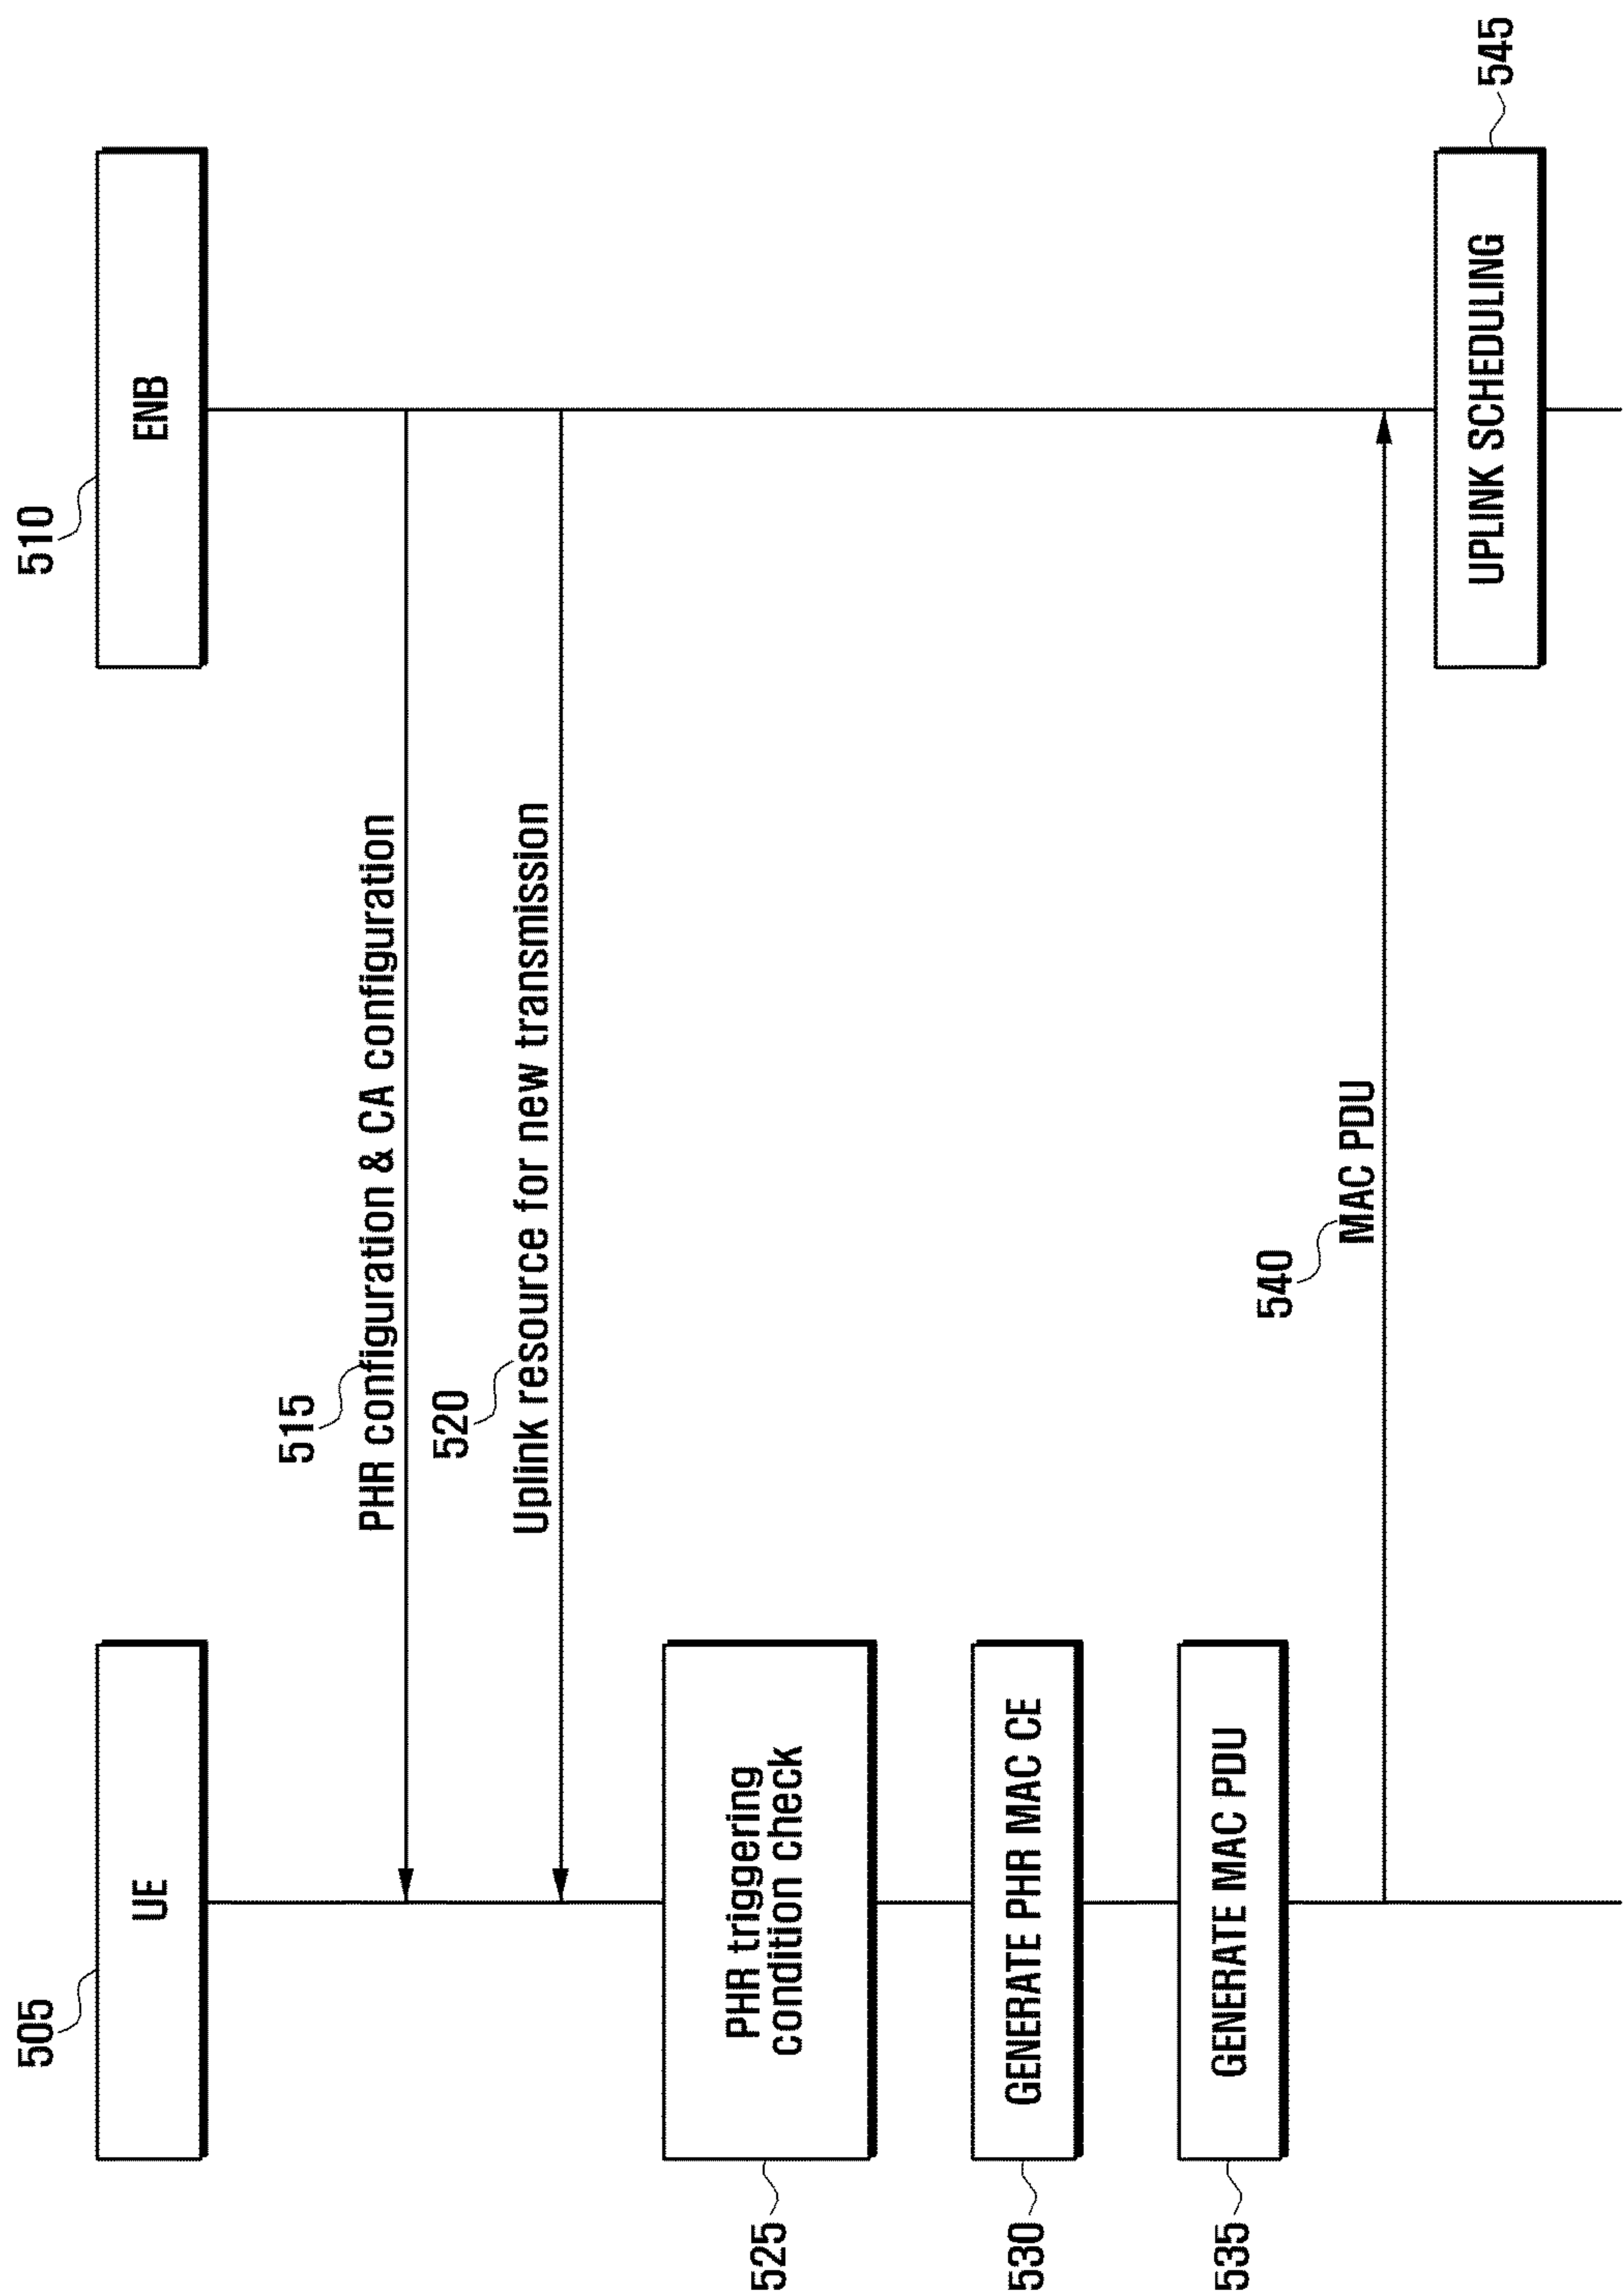 505
UE
510
ENB
515
PHR configuration & CA configuration
520
Uplink resource for new transmission
525
PHR triggering
condition check
530
GENERATE PHR MAC CE
535
GENERATE MAC PDU
540
MAC PDU
545
UPLINK SCHEDULING